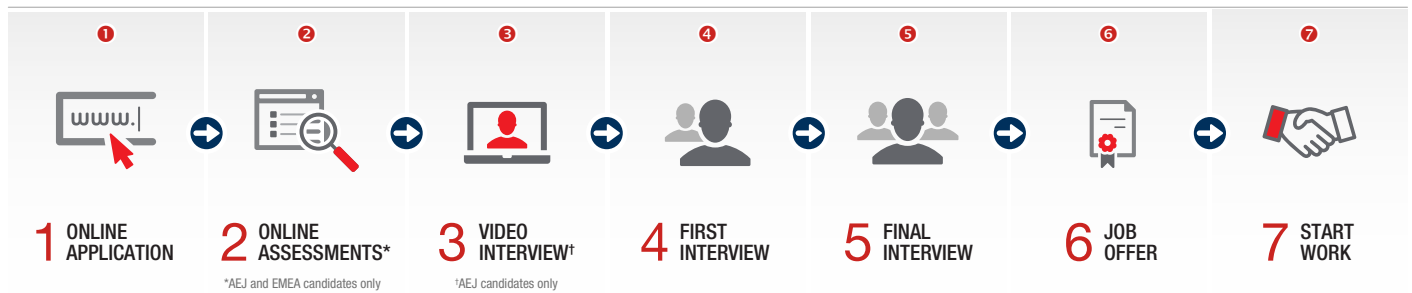 1
2
3
4
5
6
7
www.
1 ONLINE
APPLICATION
2 ONLINE
ASSESSMENTS*
*AEJ and EMEA candidates only
3 VIDEO
INTERVIEW†
†AEJ candidates only
4 FIRST
INTERVIEW
5 FINAL
INTERVIEW
6 JOB
OFFER
7 START
WORK